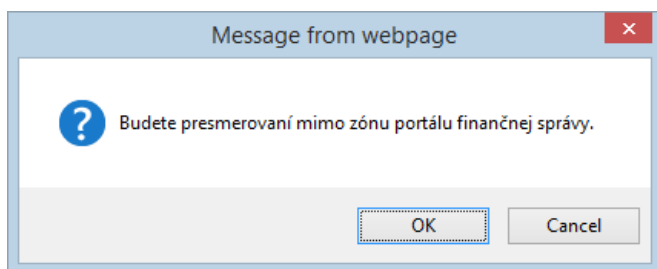 Message from webpage
Budete presmerovaní mimo zónu portálu finančnej správy.
OK
Cancel